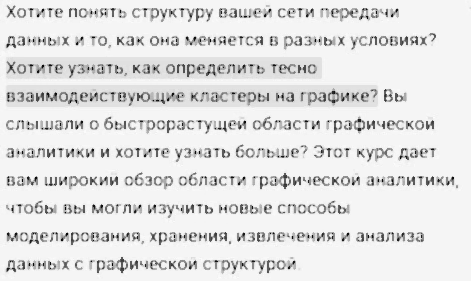 Хотите понять структуру вашей сети передачи
данных и то, как она меняется в разных условиях?
Хотите узнать, как определить тесно
взаимодействующие кластеры на графике? Вы
слышали о быстрорастущей области графической
аналитики и хотите узнать больше? Этот курс дает
вам широкий обзор области графической аналитики,
чтобы вы могли изучить новые способы
моделирования, хранения, извлечения и анализа
данных с графической структурой.